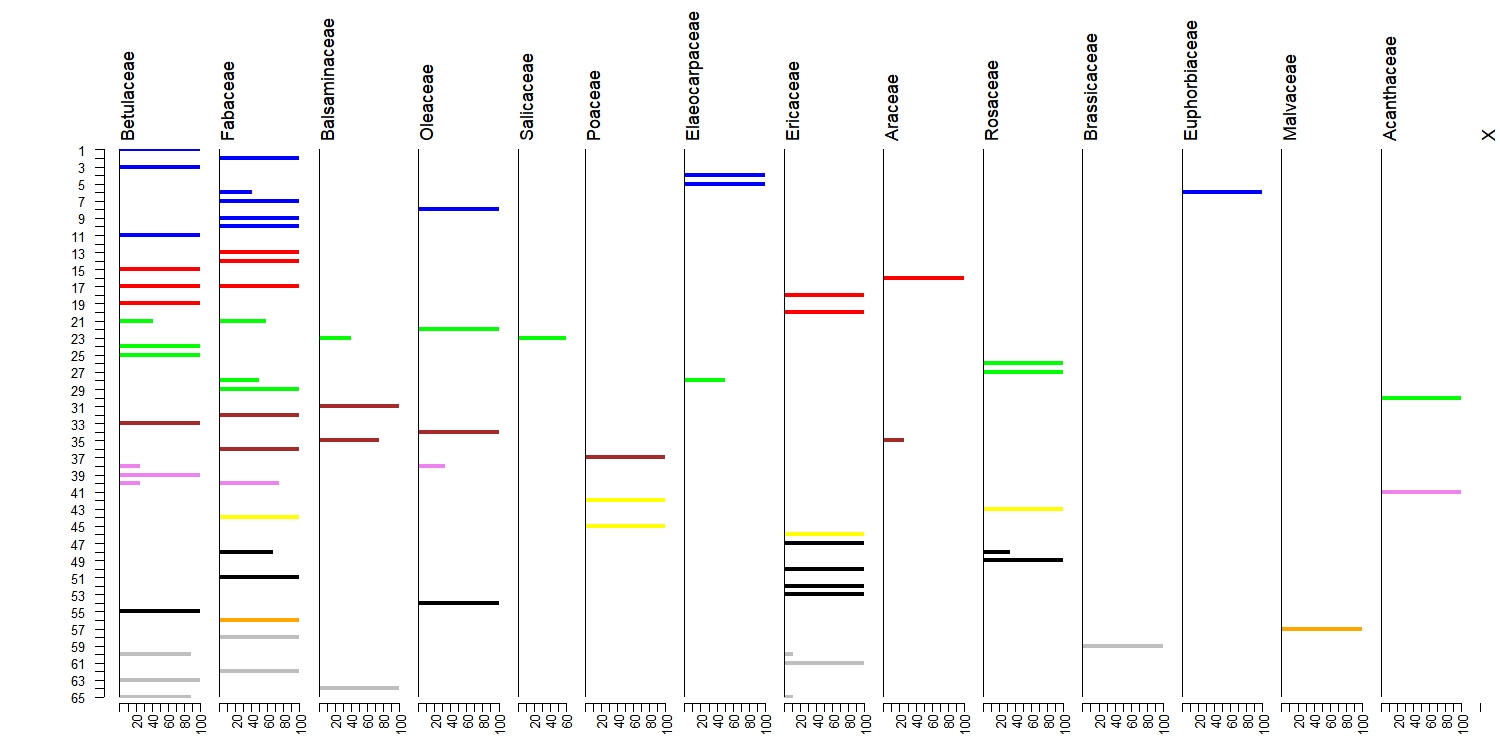 Betulaceae
Fabaceae
Balsaminaceae
Oleaceae
Salicaceae
Poaceae
Elaeocarpaceae
Ericaceae
Araceae
Rosaceae
Brassicaceae
Euphorbiaceae
Malvaceae
Acanthaceae
X
1
3
5
7
9
11
13
15
17
19
21
23
25
27
29
31
33
35
37
39
41
43
45
47
49
51
53
55
57
59
61
63
65
20 40 60 80 100
20 40 60 80 100
20 40 60 80 100
20 40 60 80 100
20 40 60
20 40 60 80 100
20 40 60 80 100
20 40 60 80 100
20 40 60 80 100
20 40 60 80 100
20 40 60 80 100
20 40 60 80 100
20 40 60 80 100
20 40 60 80 100